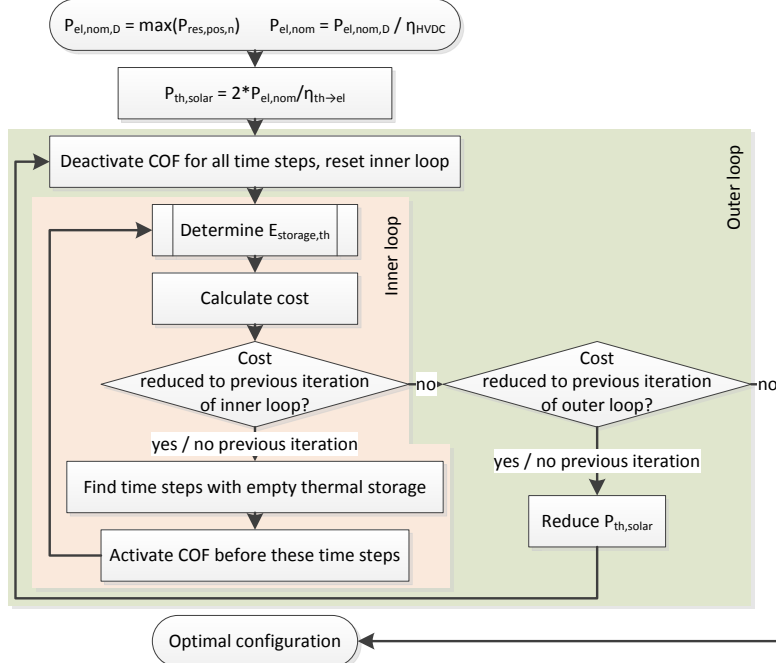 P_el,nom,D = max(P_res,pos,n) P_el,nom = P_el,nom,D / η_HVDC
P_th,solar = 2*P_el,nom/η_th→el
Deactivate COF for all time steps, reset inner loop
Outer loop
Inner loop
Determine E_storage,th
Calculate cost
Cost
reduced to previous iteration
of inner loop?
no
Cost
reduced to previous iteration
of outer loop?
no
yes / no previous iteration
yes / no previous iteration
Find time steps with empty thermal storage
Reduce P_th,solar
Activate COF before these time steps
Optimal configuration